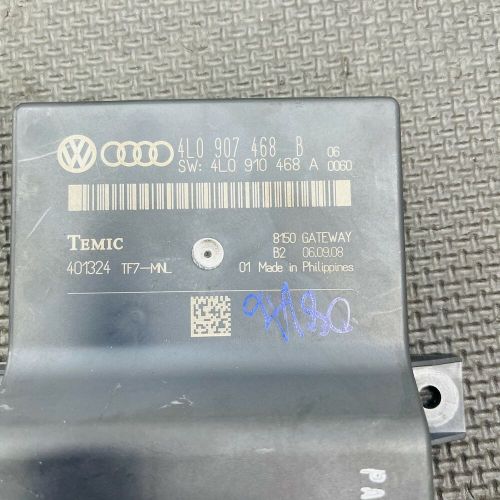 4L0 907 468 B 06
SW: 4L0 910 468 A 0060
TEMIC 8150 GATEWAY
B2 06.09.08
401324 TF7-MNL 01 Made in Philippines
PA